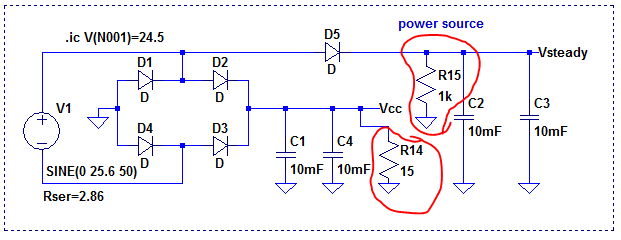 power source
.ic V(N001)=24.5
D5
Vsteady
D
D1
D2
R15
D
D
1k
V1
Vcc
C2
C3
D4
D3
C1
C4
10mF
10mF
D
D
R14
SINE(0 25.6 50)
10mF
10mF
15
Rser=2.86